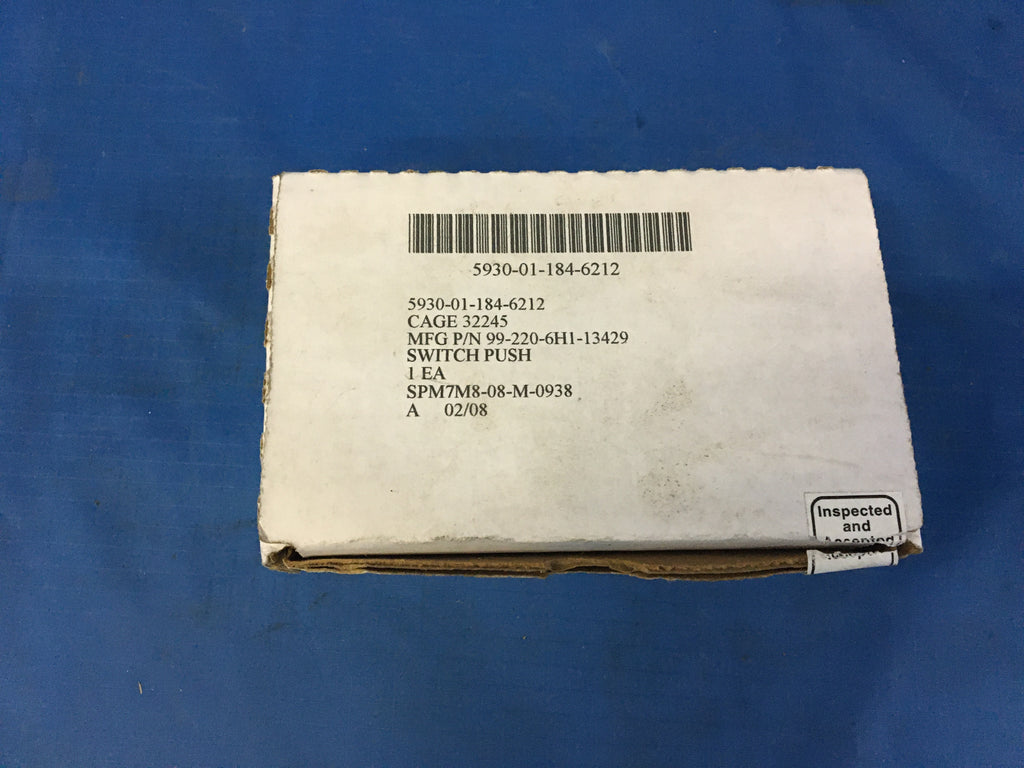 5930-01-184-6212
5930-01-184-6212
CAGE 32245
MFG P/N 99-220-6H1-13429
SWITCH PUSH
1 EA
SPM7M8-08-M-0938
A 02/08
Inspected
and
Accepted